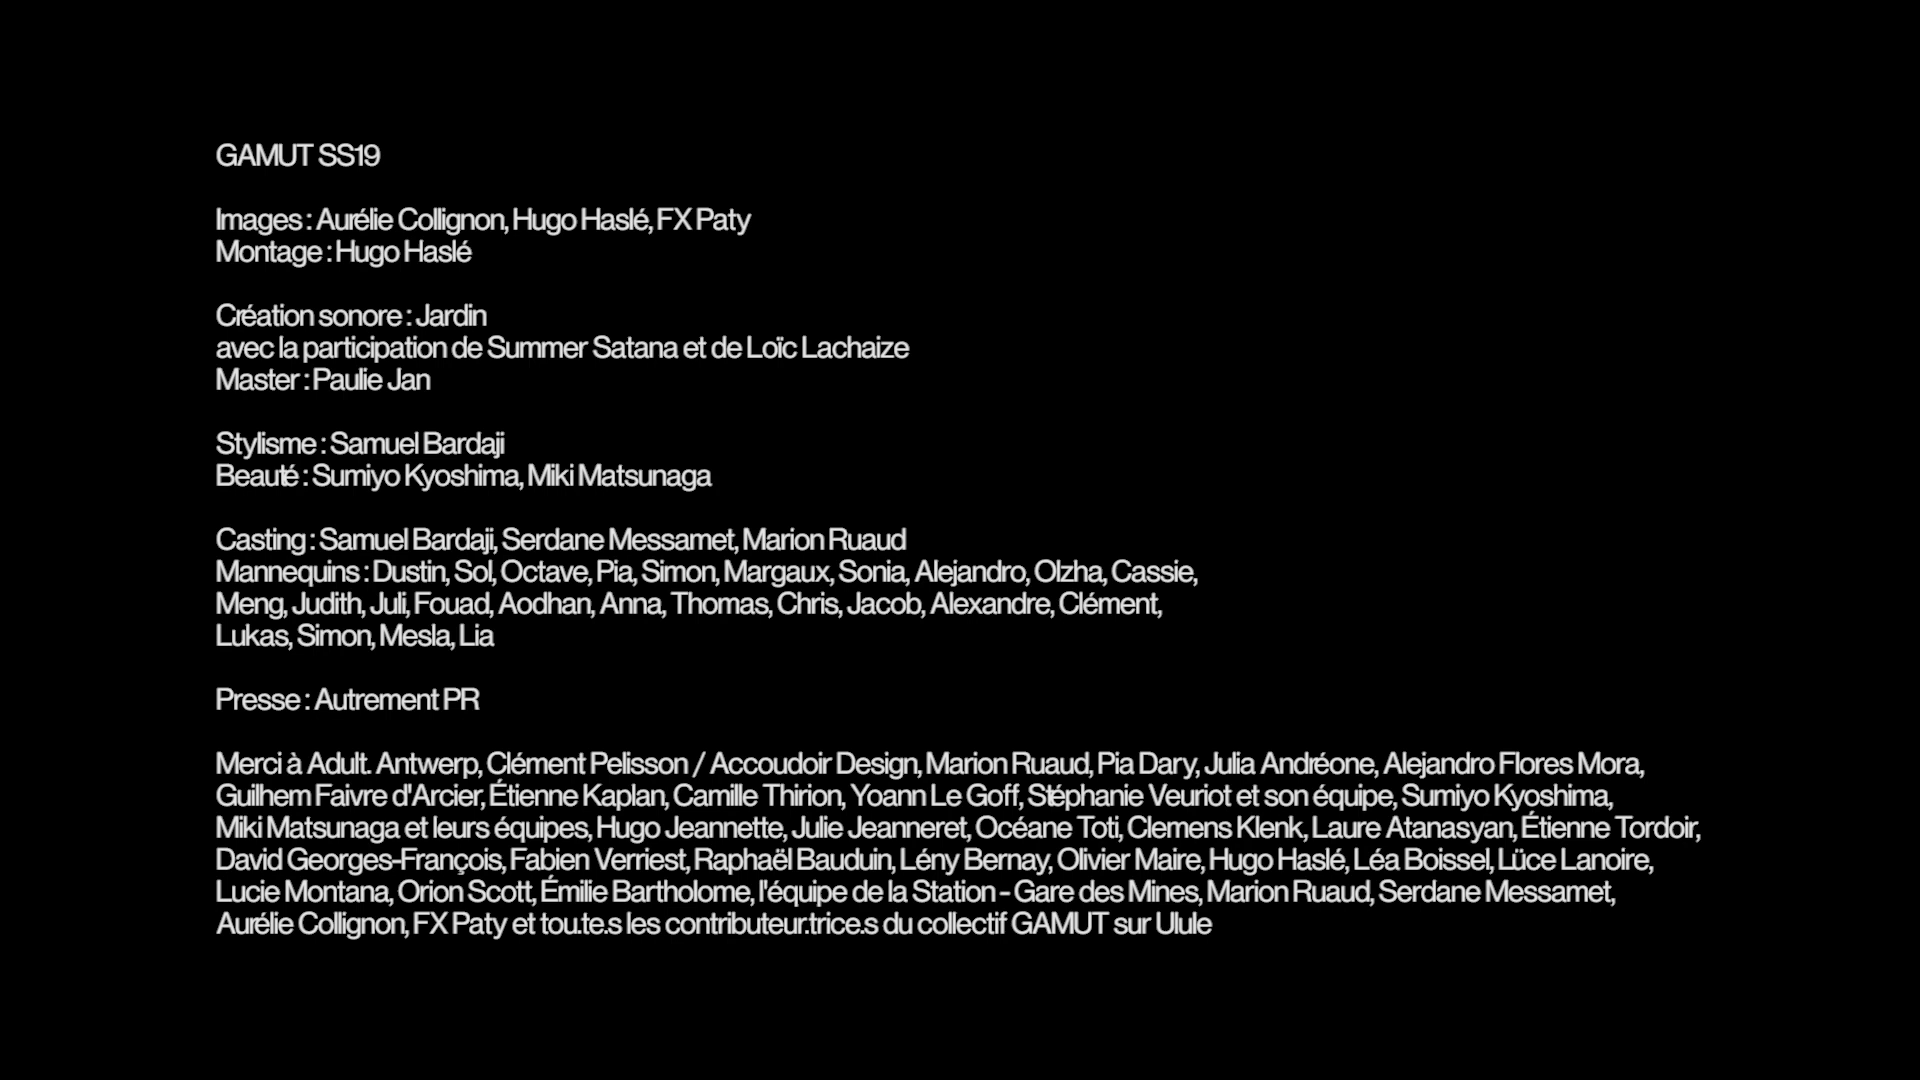 GAMUT SS19
Images : Aurélie Collignon, Hugo Haslé, FX Paty
Montage : Hugo Haslé
Création sonore : Jardin
avec la participation de Summer Satana et de Loïc Lachaize
Master : Paulie Jan
Stylisme : Samuel Bardaji
Beauté : Sumiyo Kyoshima, Miki Matsunaga
Casting : Samuel Bardaji, Serdane Messamet, Marion Ruaud
Mannequins : Dustin, Sol, Octave, Pia, Simon, Margaux, Sonia, Alejandro, Olzha, Cassie,
Meng, Judith, Juli, Fouad, Aodhan, Anna, Thomas, Chris, Jacob, Alexandre, Clément,
Lukas, Simon, Mesla, Lia
Presse : Autrement PR
Merci à Adult. Antwerp, Clément Pelisson / Accoudoir Design, Marion Ruaud, Pia Dary, Julia Andréone, Alejandro Flores Mora,
Guilhem Faivre d'Arcier, Étienne Kaplan, Camille Thirion, Yoann Le Goff, Stéphanie Veuriot et son équipe, Sumiyo Kyoshima,
Miki Matsunaga et leurs équipes, Hugo Jeannette, Julie Jeanneret, Océane Toti, Clemens Klenk, Laure Atanasyan, Étienne Tordoir,
David Georges-François, Fabien Verriest, Raphaël Bauduin, Lény Bernay, Olivier Maire, Hugo Haslé, Léa Boissel, Lüce Lanoire,
Lucie Montana, Orion Scott, Émilie Bartholome, l'équipe de la Station - Gare des Mines, Marion Ruaud, Serdane Messamet,
Aurélie Collignon, FX Paty et tou.te.s les contributeur.trice.s du collectif GAMUT sur Ulule